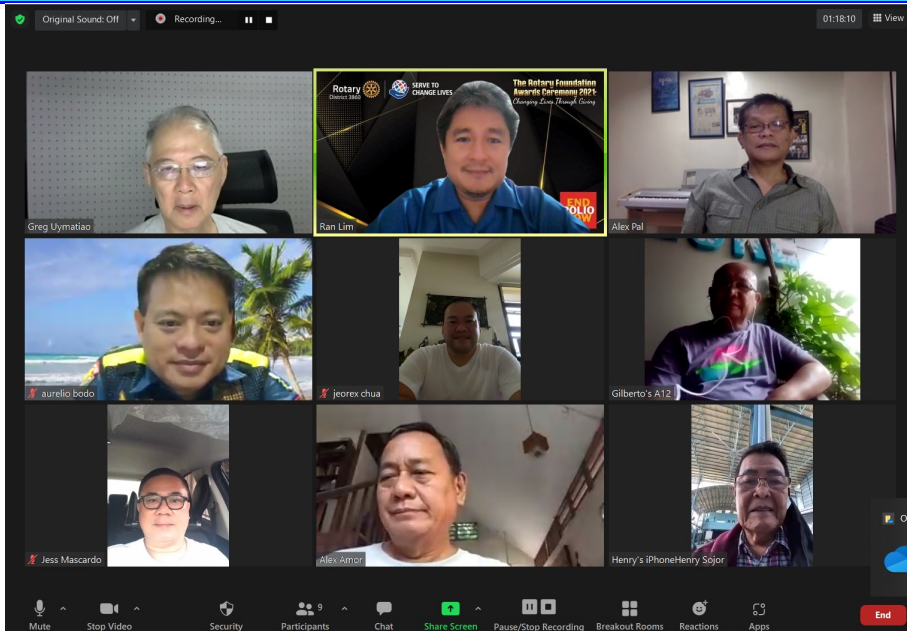 Original Sound: Off
Recording...
01:18:10
View
Rotary
District 3860
SERVE TO
CHANGE LIVES
The Rotary Foundation
Awards Ceremony 2021:
Changing Lives Through Giving
END
POLIO
NOW
Greg Uymatiao
Ran Lim
Alex Pal
aurelio bodo
jeorex chua
Gilberto's A12
Jess Mascardo
Alex Amor
Henry's iPhoneHenry Sojor
O
9
Mute
Stop Video
Security
Participants
Chat
Share Screen
Pause/Stop Recording
Breakout Rooms
Reactions
Apps
End